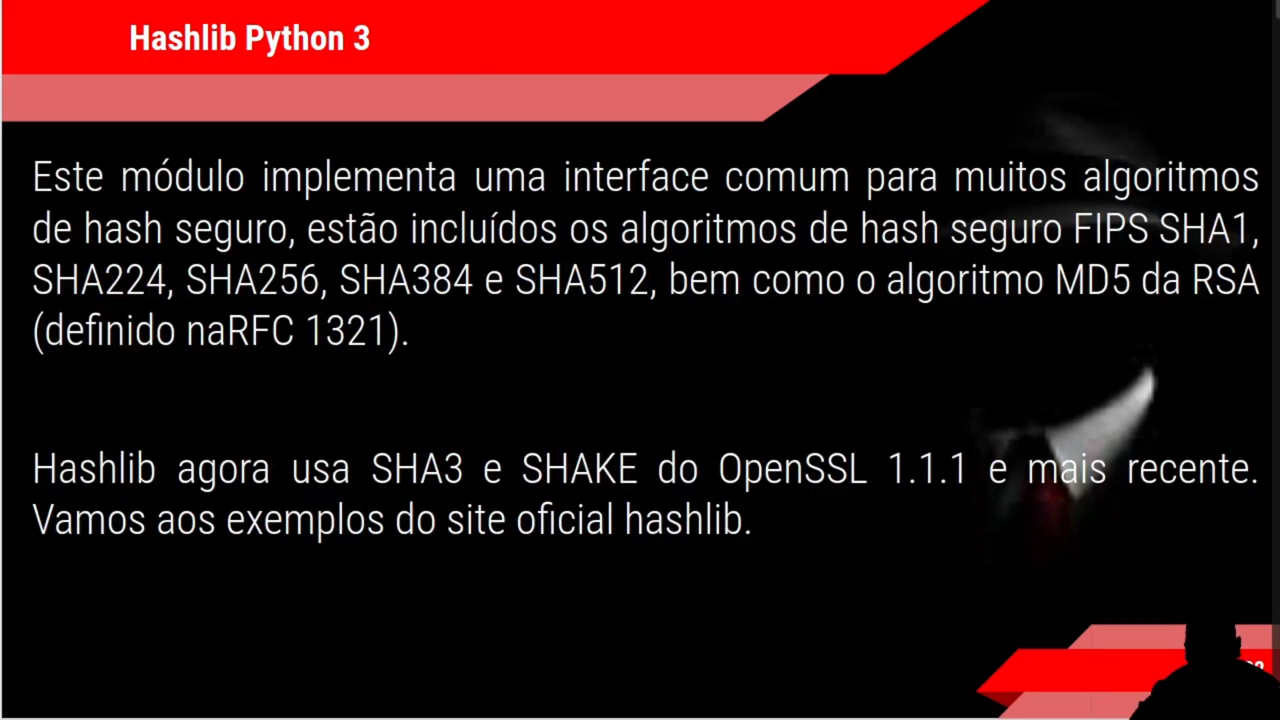 Hashlib Python 3
Este módulo implementa uma interface comum para muitos algoritmos
de hash seguro, estão incluídos os algoritmos de hash seguro FIPS SHA1,
SHA224, SHA256, SHA384 e SHA512, bem como o algoritmo MD5 da RSA
(definido naRFC 1321).
Hashlib agora usa SHA3 e SHAKE do OpenSSL 1.1.1 e mais recente.
Vamos aos exemplos do site oficial hashlib.